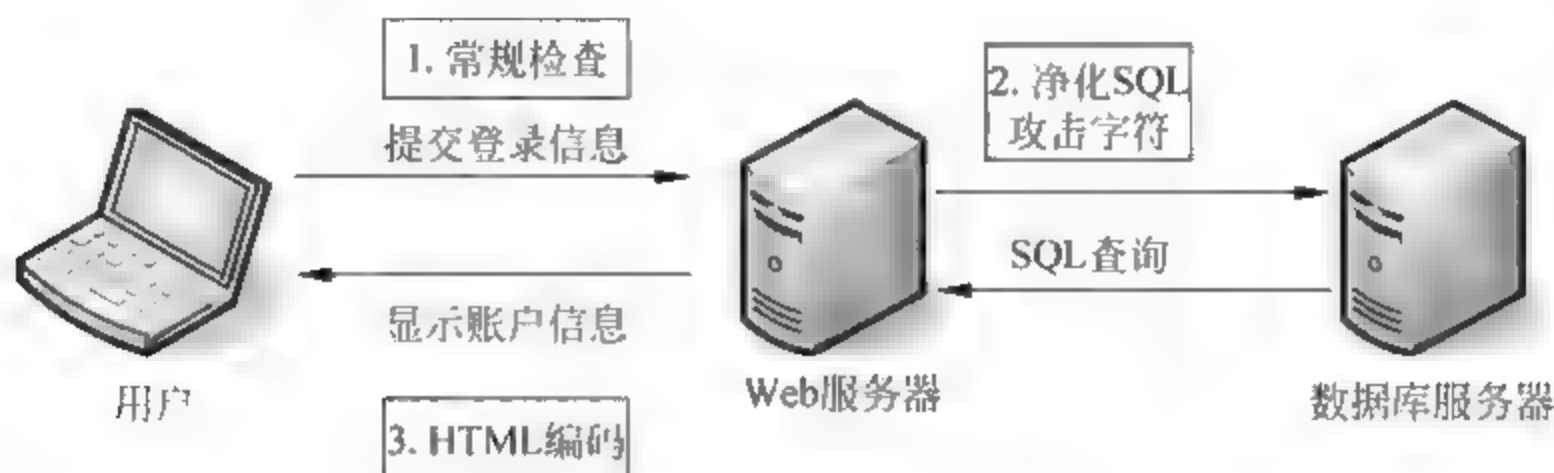 1. 常规检查
提交登录信息
2. 净化SQL
攻击字符
SQL查询
显示账户信息
用户
Web服务器
数据库服务器
3. HTML编码